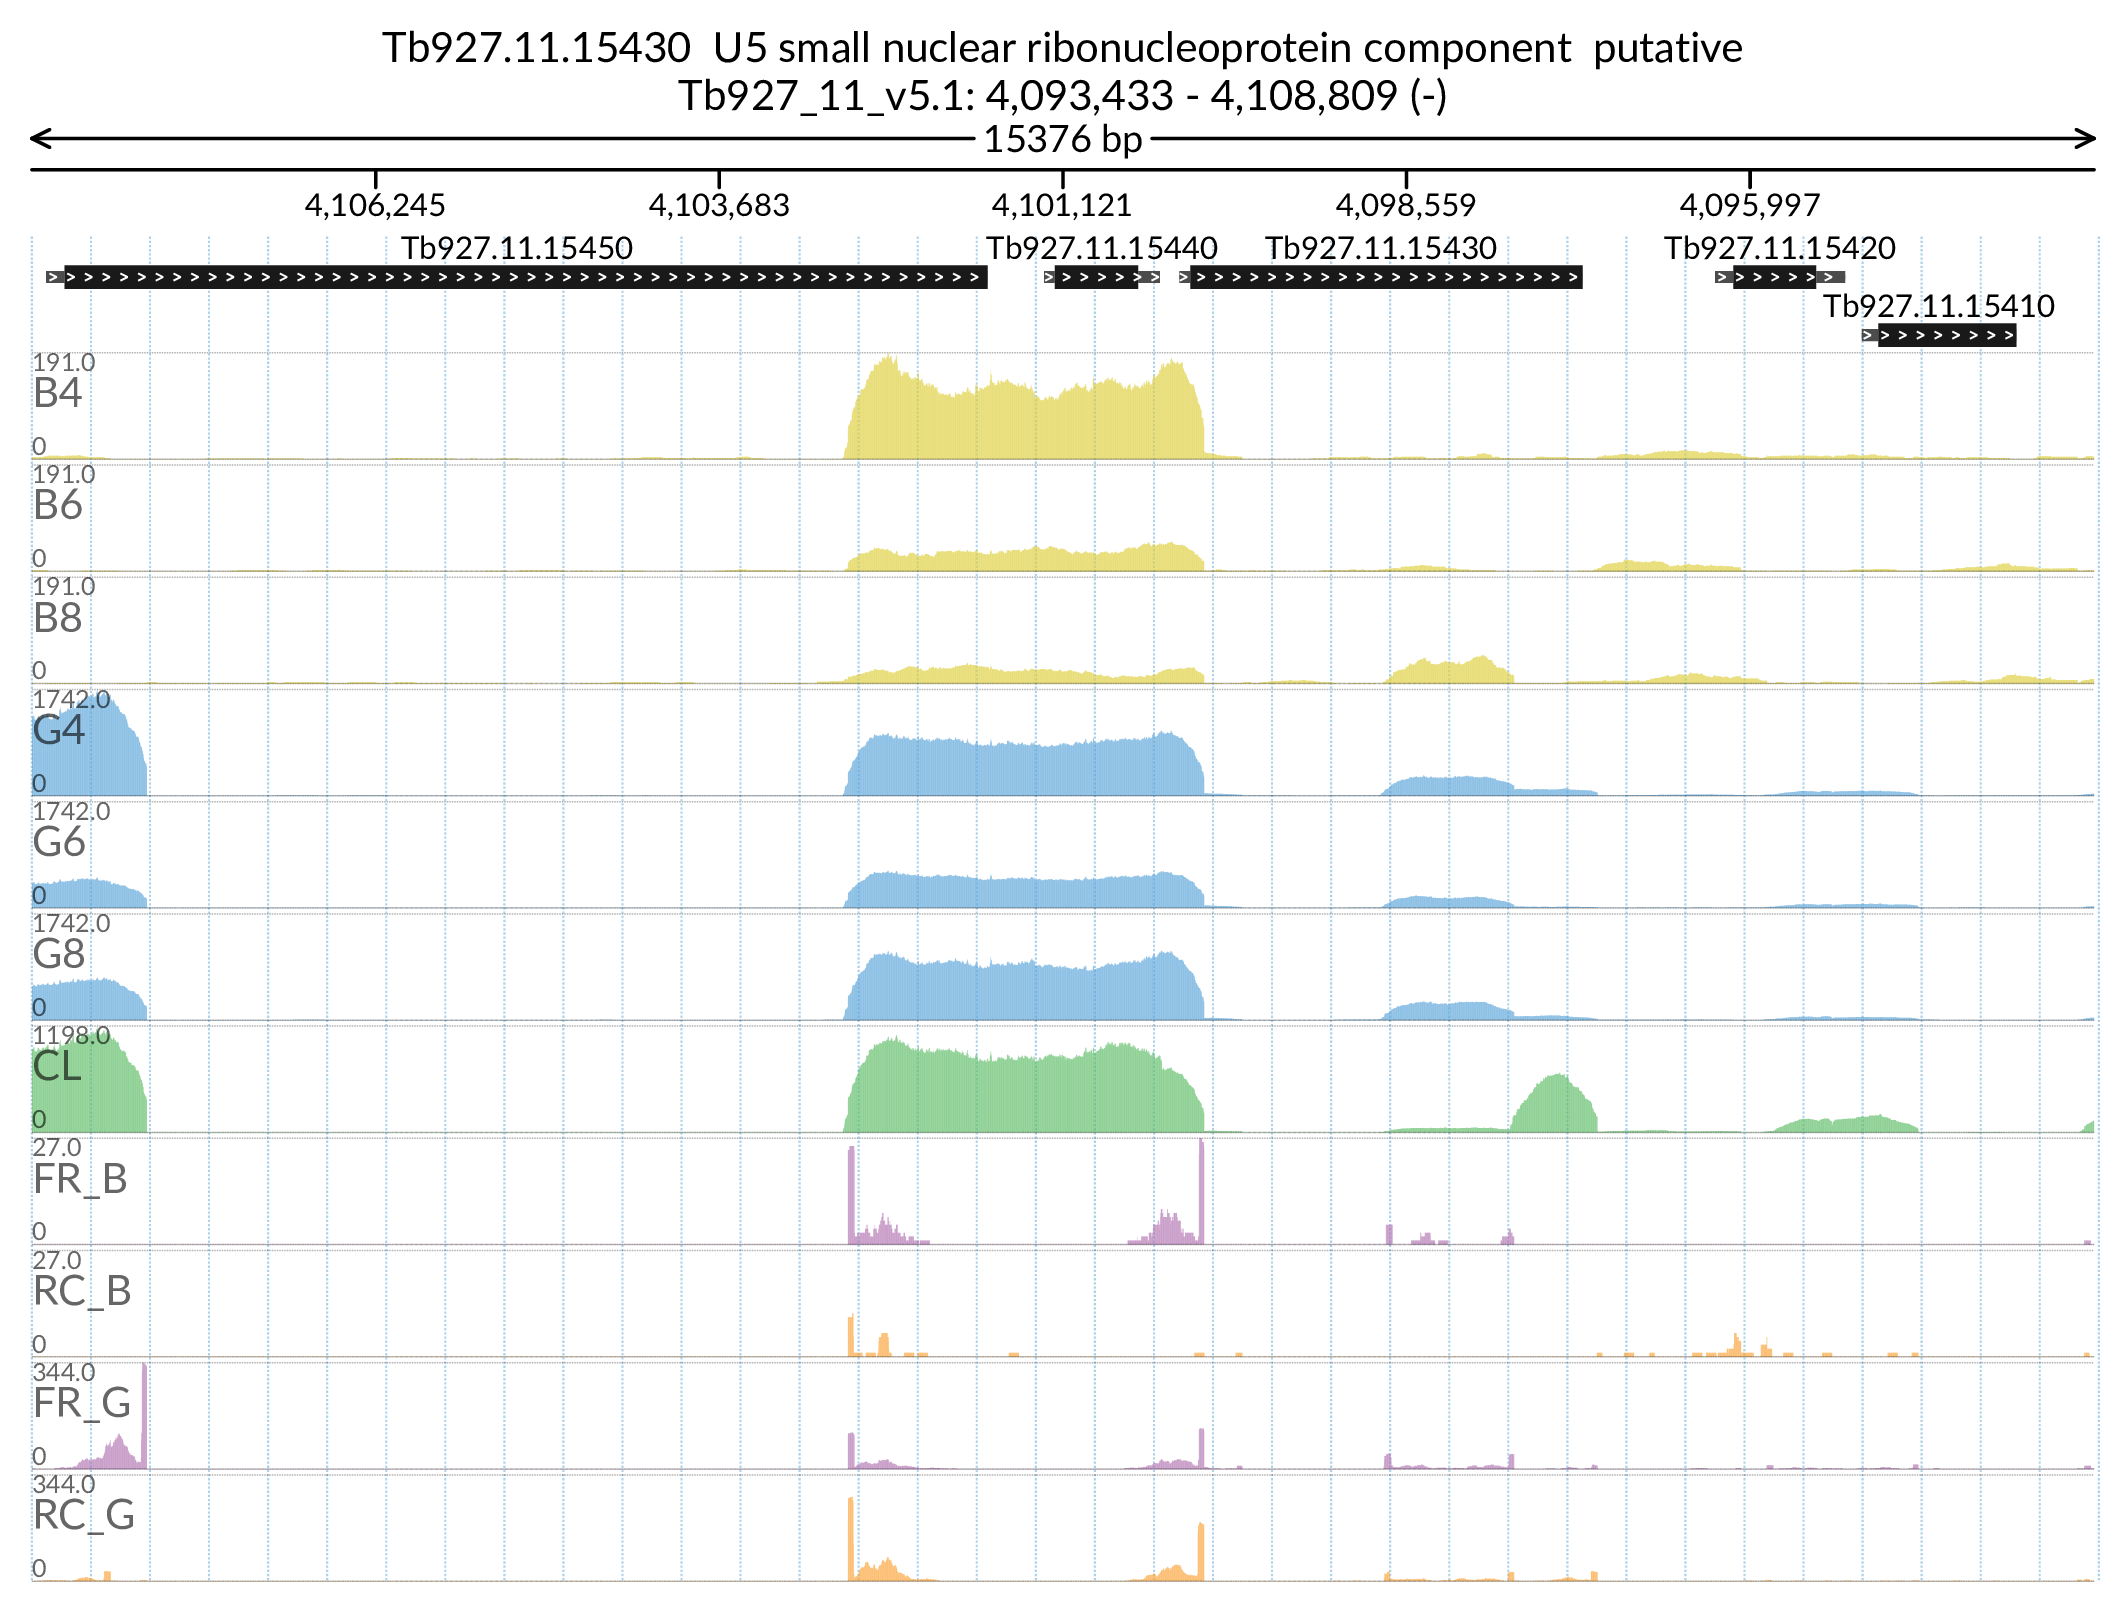 Tb927.11.15430  U5 small nuclear ribonucleoprotein component  putative
Tb927_11_v5.1: 4,093,433 - 4,108,809 (-)
15376 bp
4,106,245 4,103,683 4,101,121 4,098,559 4,095,997
Tb927.11.15450 Tb927.11.15440 Tb927.11.15430 Tb927.11.15420
Tb927.11.15410
191.0
B4
0
191.0
B6
0
191.0
B8
0
1742.0
G4
0
1742.0
G6
0
1742.0
G8
0
1198.0
CL
0
27.0
FR_B
0
27.0
RC_B
0
344.0
FR_G
0
344.0
RC_G
0